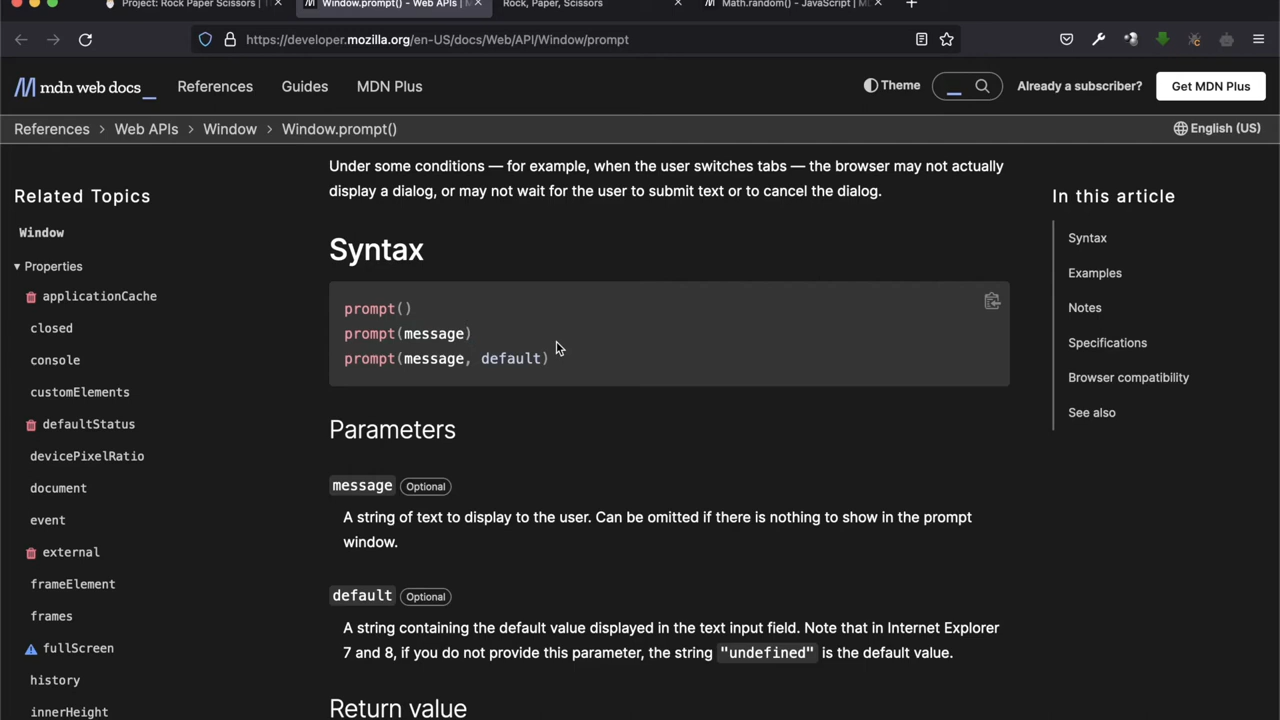 Project: Rock Paper Scissors | T
Window.prompt() - Web APIs | M
Rock, Paper, Scissors
Math.random() - JavaScript | M
https://developer.mozilla.org/en-US/docs/Web/API/Window/prompt
mdn web docs_
References
Guides
MDN Plus
Theme
Already a subscriber?
Get MDN Plus
References > Web APIs > Window > Window.prompt()
English (US)
Under some conditions — for example, when the user switches tabs — the browser may not actually
display a dialog, or may not wait for the user to submit text or to cancel the dialog.
Related Topics
Window
Properties
applicationCache
closed
console
customElements
defaultStatus
devicePixelRatio
document
event
external
frameElement
frames
fullScreen
history
innerHeight
Syntax
prompt()
prompt(message)
prompt(message, default)
Parameters
message Optional
A string of text to display to the user. Can be omitted if there is nothing to show in the prompt
window.
default Optional
A string containing the default value displayed in the text input field. Note that in Internet Explorer
7 and 8, if you do not provide this parameter, the string "undefined" is the default value.
Return value
In this article
Syntax
Examples
Notes
Specifications
Browser compatibility
See also